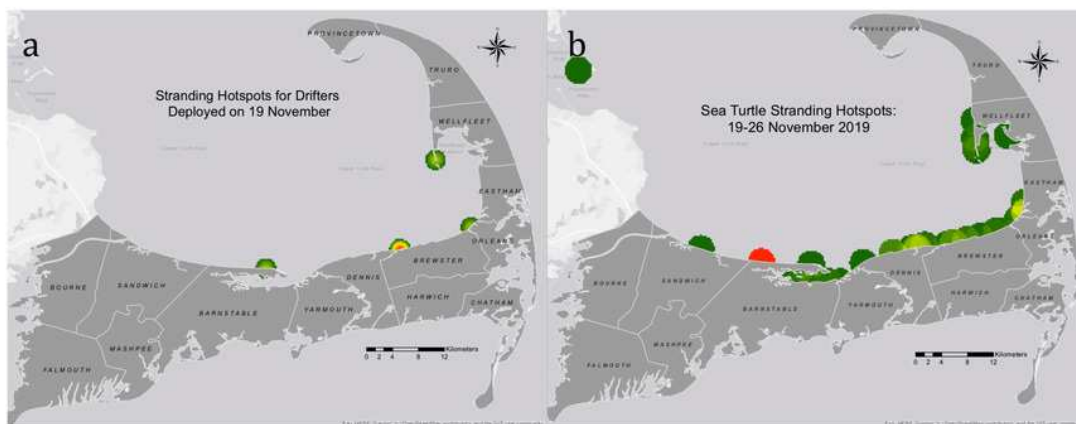 a
PROVINCETOWN
TRURO
Stranding Hotspots for Drifters
Deployed on 19 November
WELLFLEET
EASTHAM
ORLEANS
BREWSTER
DENNIS
SANDWICH
BOURNE
HARWICH
YARMOUTH
CHATHAM
BARNSTABLE
MASHPEE
FALMOUTH
Kilometers
0 2 4 8 12
b
PROVINCETOWN
TRURO
Sea Turtle Stranding Hotspots:
19-26 November 2019
WELLFLEET
EASTHAM
ORLEANS
BREWSTER
DENNIS
SANDWICH
BOURNE
HARWICH
YARMOUTH
CHATHAM
BARNSTABLE
MASHPEE
FALMOUTH
Kilometers
0 2 4 8 12